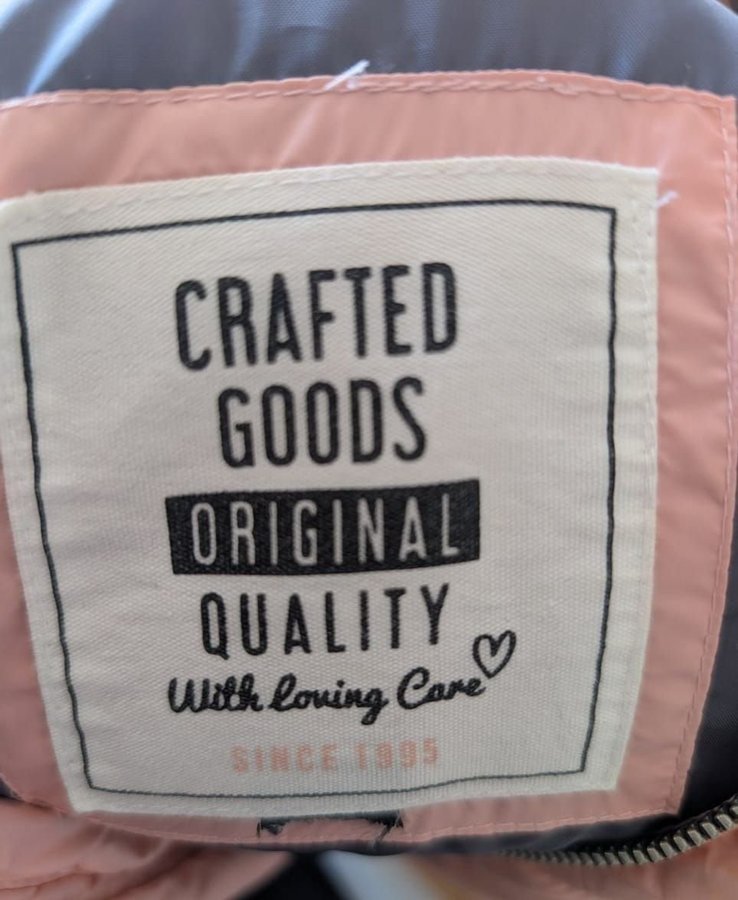 CRAFTED
GOODS
ORIGINAL
QUALITY
With Loving Care
SINCE 1995